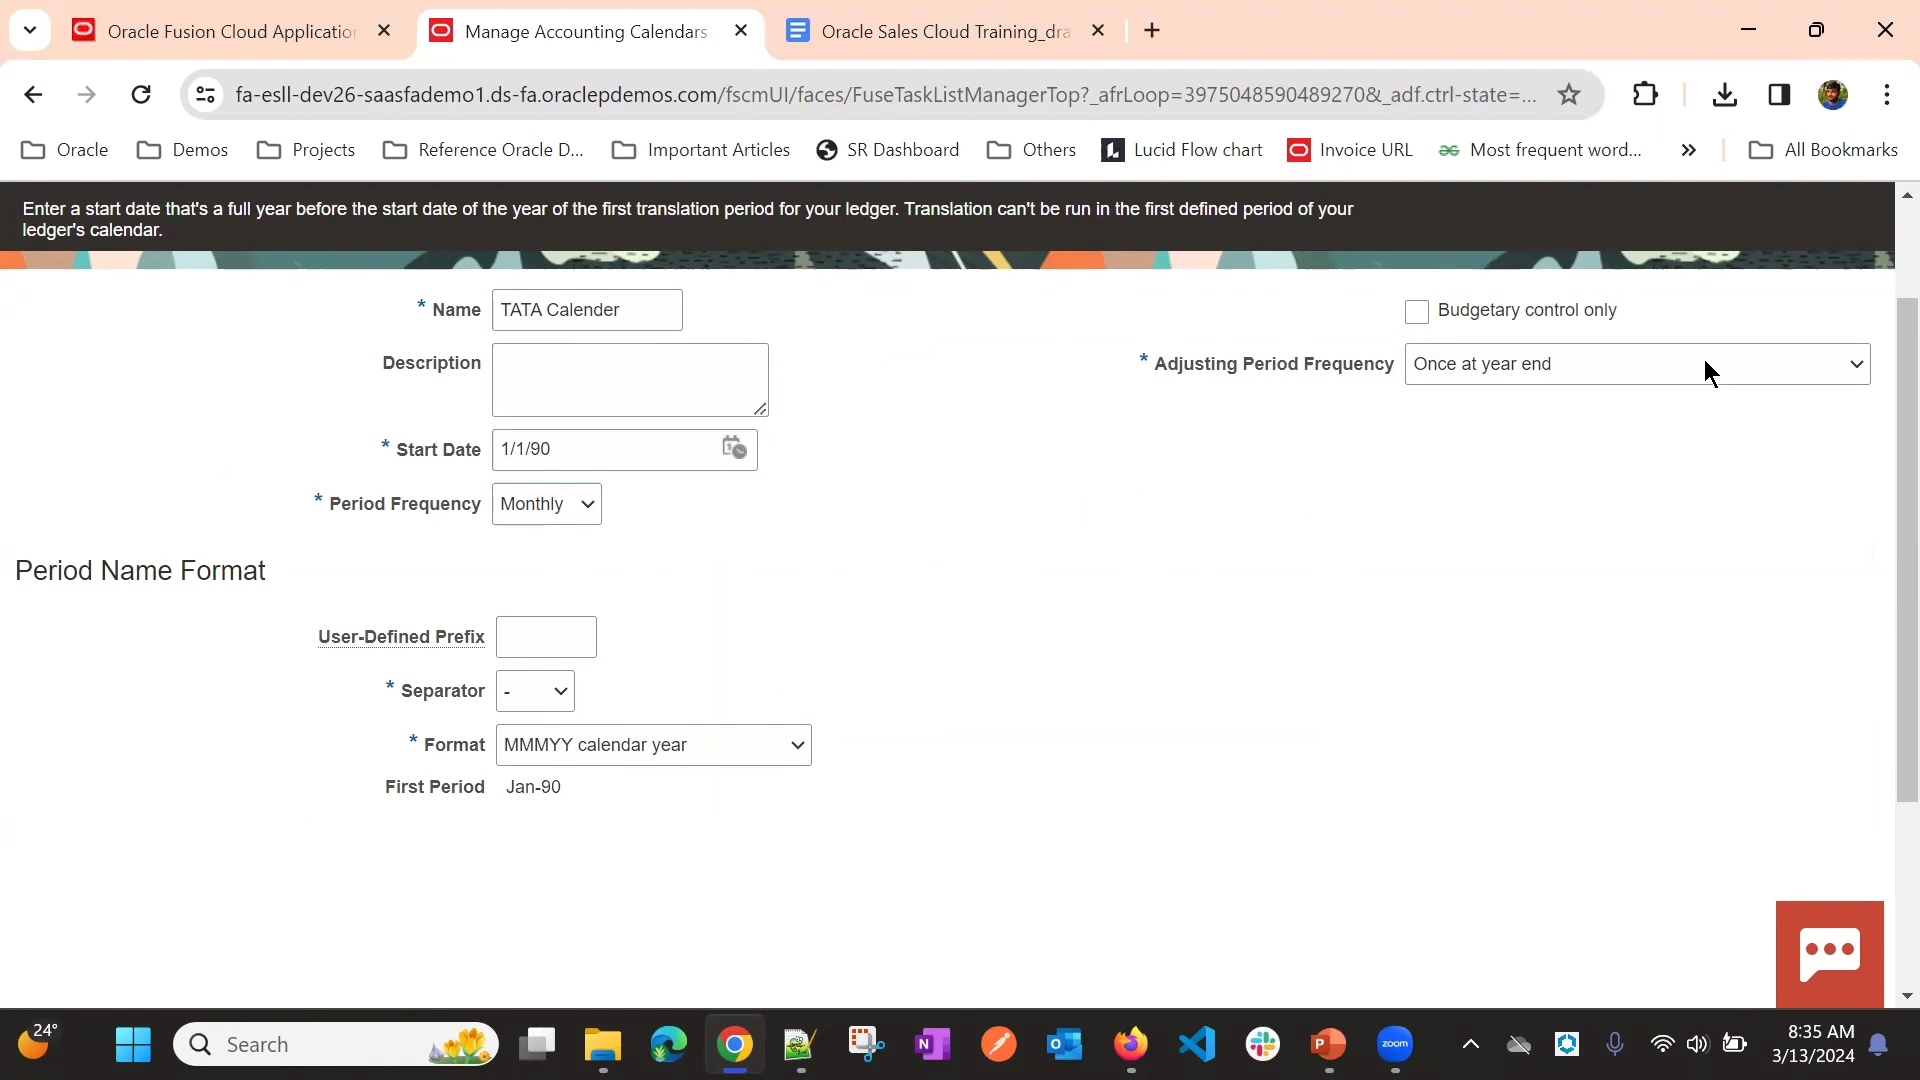 Oracle Fusion Cloud Application
Manage Accounting Calendars
Oracle Sales Cloud Training_dra
fa-esll-dev26-saasfademo1.ds-fa.oraclepdemos.com/fscmUI/faces/FuseTaskListManagerTop?_afrLoop=3975048590489270&_adf.ctrl-state=...
Oracle
Demos
Projects
Reference Oracle D...
Important Articles
SR Dashboard
Others
Lucid Flow chart
Invoice URL
Most frequent word...
»
All Bookmarks
Enter a start date that's a full year before the start date of the year of the first translation period for your ledger. Translation can't be run in the first defined period of your
ledger's calendar.
* Name TATA Calender
Budgetary control only
Description
* Adjusting Period Frequency Once at year end
* Start Date 1/1/90
* Period Frequency Monthly
Period Name Format
User-Defined Prefix
* Separator -
* Format MMMYY calendar year
First Period Jan-90
24°
Search
zoom
8:35 AM
3/13/2024